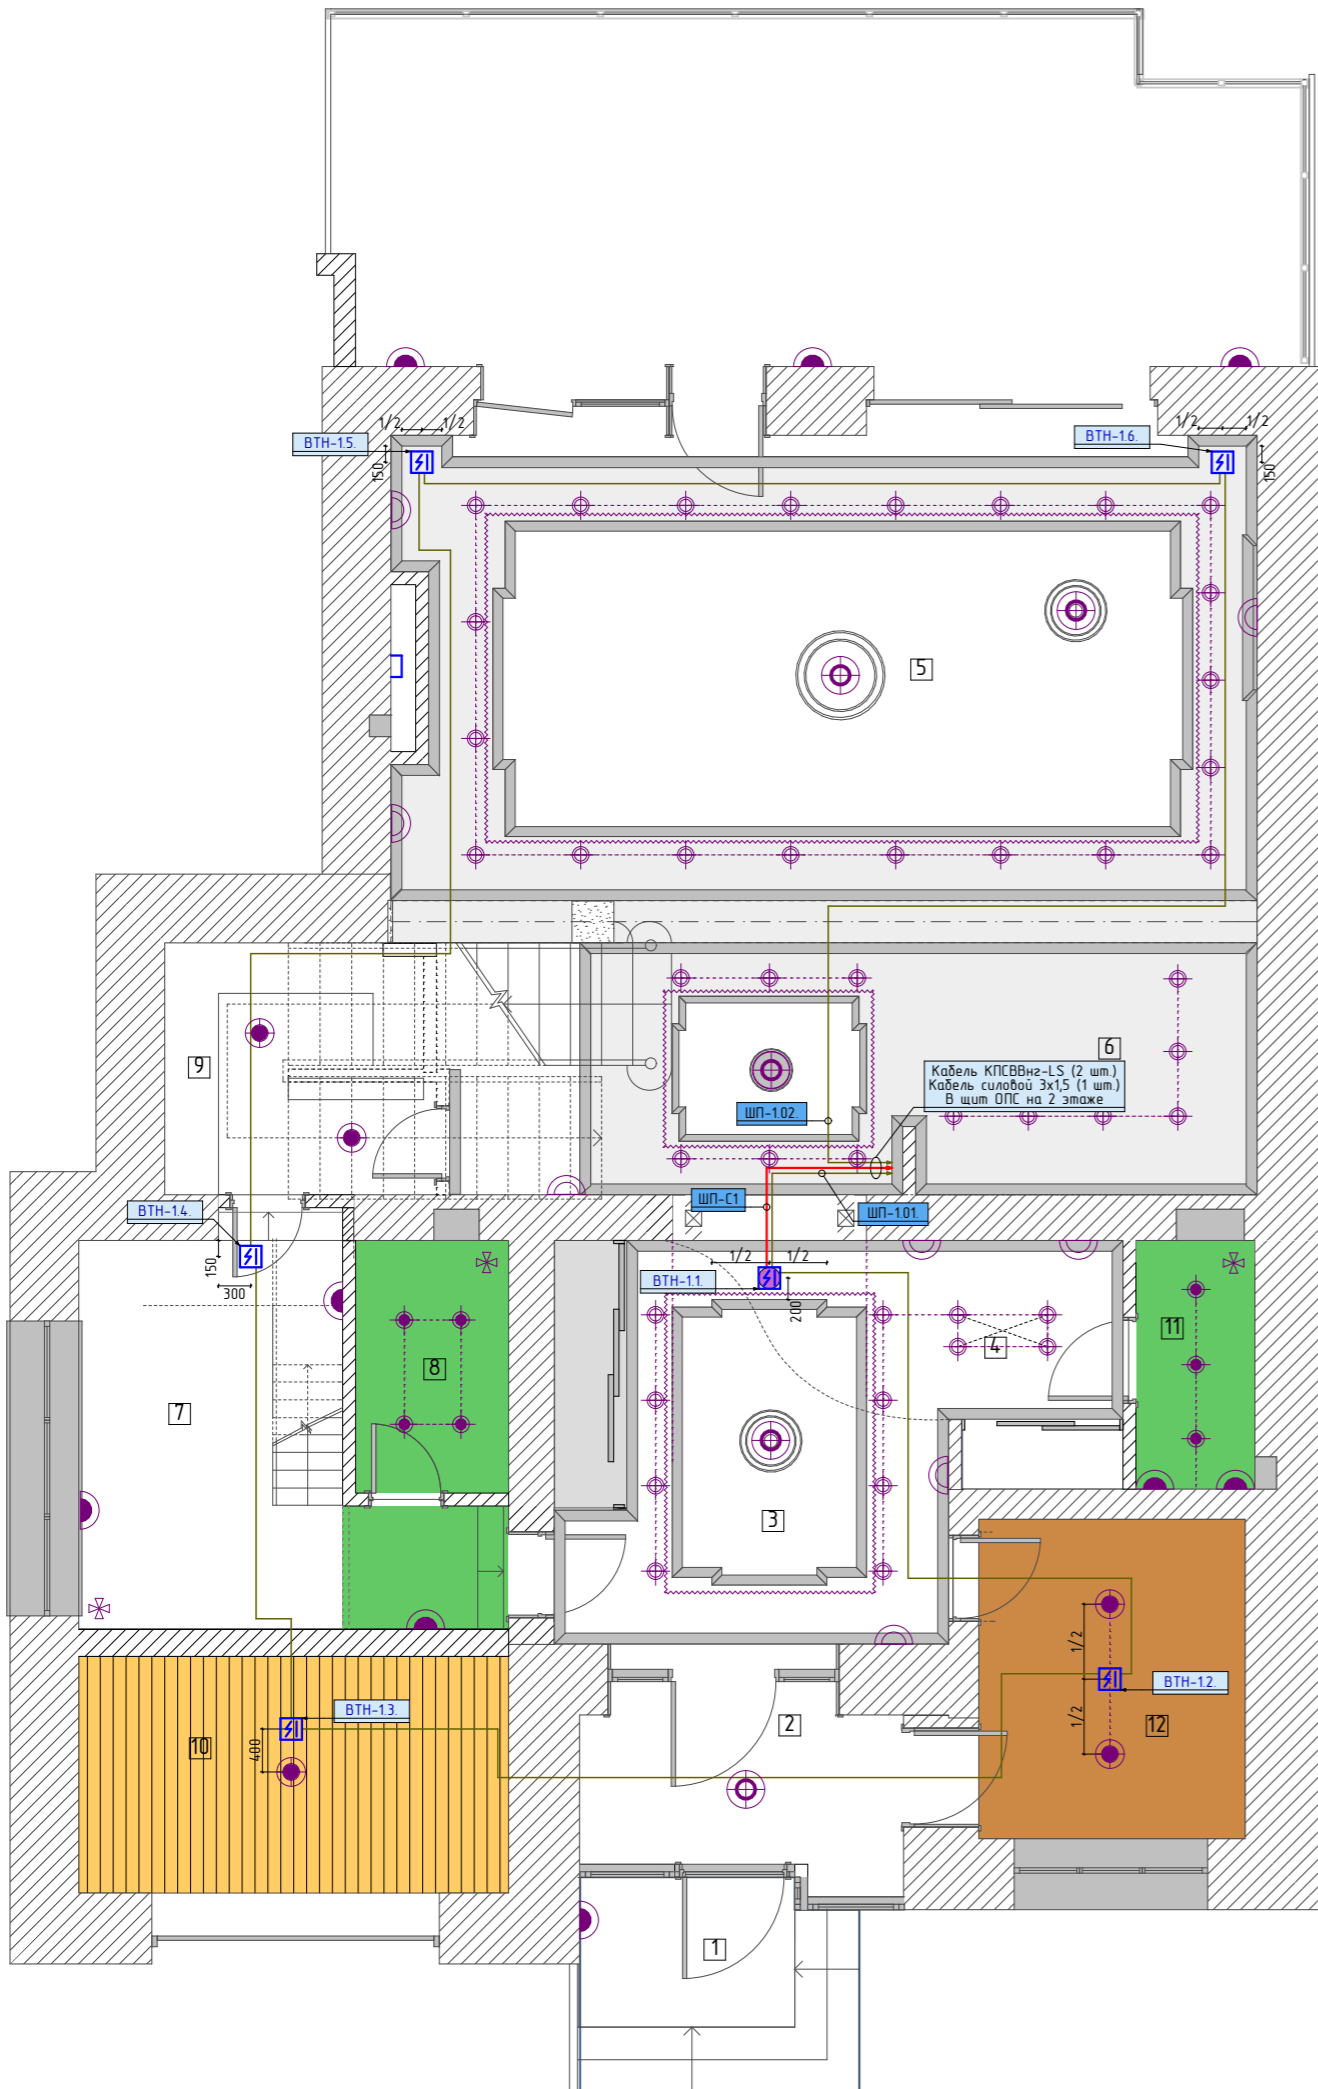 1/2 1/2
1/2 1/2
ВТН-1.5.
ВТН-1.6.
150
150
5
6
9
Кабель КПСВВнг-LS (2 шт.)
Кабель силовой 3х1,5 (1 шт.)
В щит ОПС на 2 этаже
ШП-1.02.
ВТН-1.4.
ШП-С1
ШП-1.01.
150
300
1/2 1/2
ВТН-1.1.
200
11
4
8
7
3
1/2
ВТН-1.2.
ВТН-1.3.
1/2
2
12
10
400
1